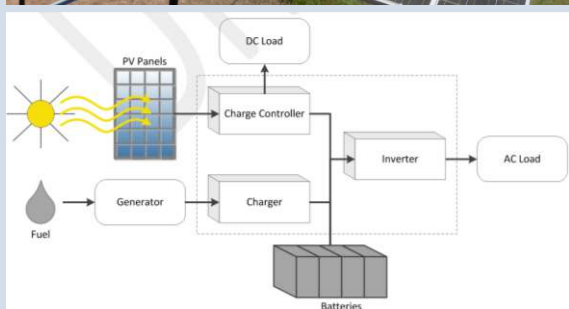 DC Load
PV Panels
Charge Controller
Inverter
AC Load
Generator
Charger
Fuel
Batteries